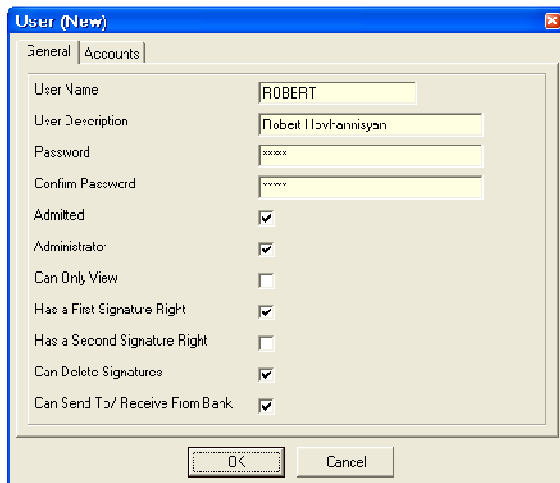 User (New)
General Accounts
User Name ROBERT
User Description Robert Hovhannisyan
Password *****
Confirm Password *****
Admitted
Administrator
Can Only View
Has a First Signature Right
Has a Second Signature Right
Can Delete Signatures
Can Send To/ Receive From Bank
OK Cancel